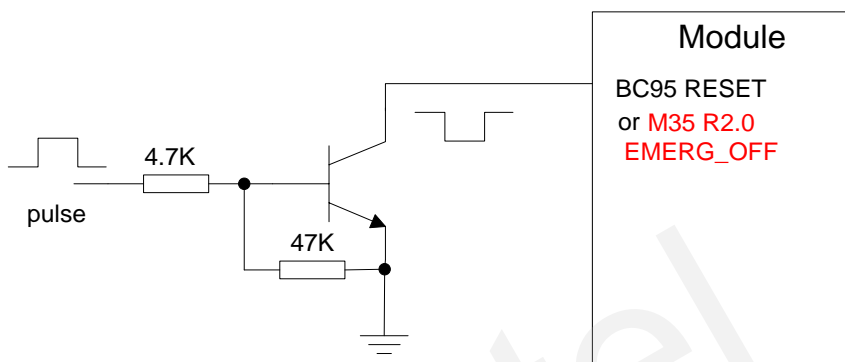 Module
BC95 RESET
or M35 R2.0
EMERG_OFF
4.7K
pulse
47K